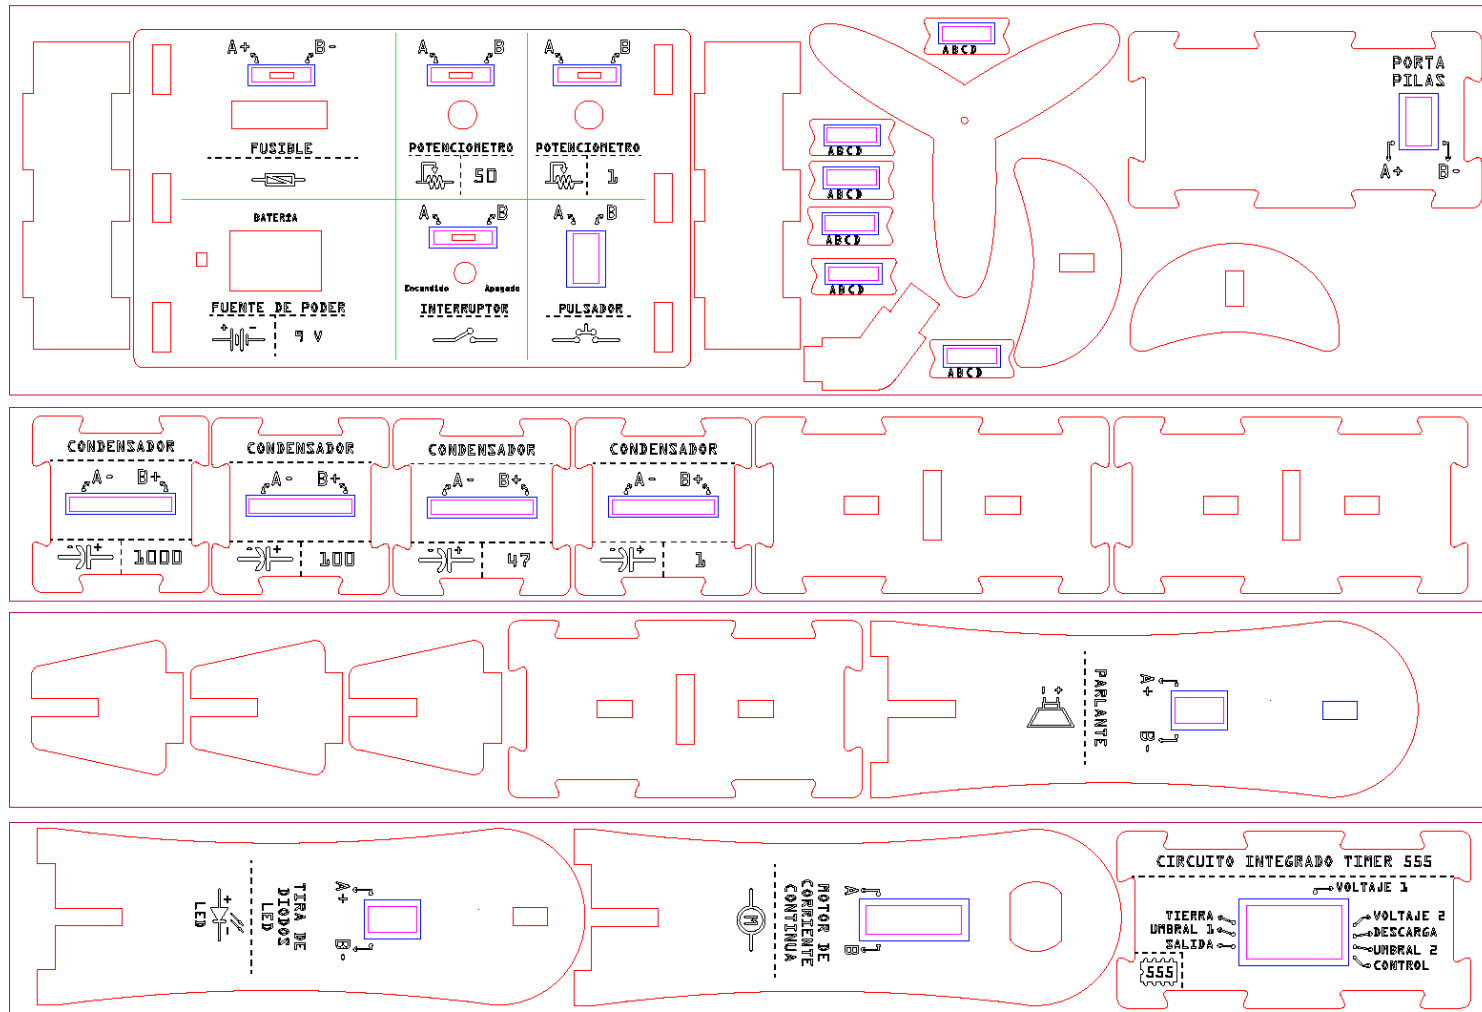 A+ B-
FUSIBLE
A B
POTENCIOMETRO
50
A B
POTENCIOMETRO
1
BATERIA
FUENTE DE PODER
+ -
9 V
A B
Encendido Apagado
INTERRUPTOR
A B
PULSADOR
ABCD
ABCD
ABCD
ABCD
ABCD
ABCD
PORTA
PILAS
A+ B-
CONDENSADOR
A- B+
- +
1000
CONDENSADOR
A- B+
- +
100
CONDENSADOR
A- B+
- +
47
CONDENSADOR
A- B+
- +
1
- +
PARLANTE
A+
B-
+
-
LED
TIRA DE
DIODOS
LED
A+
B-
M
MOTOR DE
CORRIENTE
CONTINUA
A
B
CIRCUITO INTEGRADO TIMER 555
VOLTAJE 1
TIERRA
UMBRAL 1
SALIDA
VOLTAJE 2
DESCARGA
UMBRAL 2
CONTROL
555